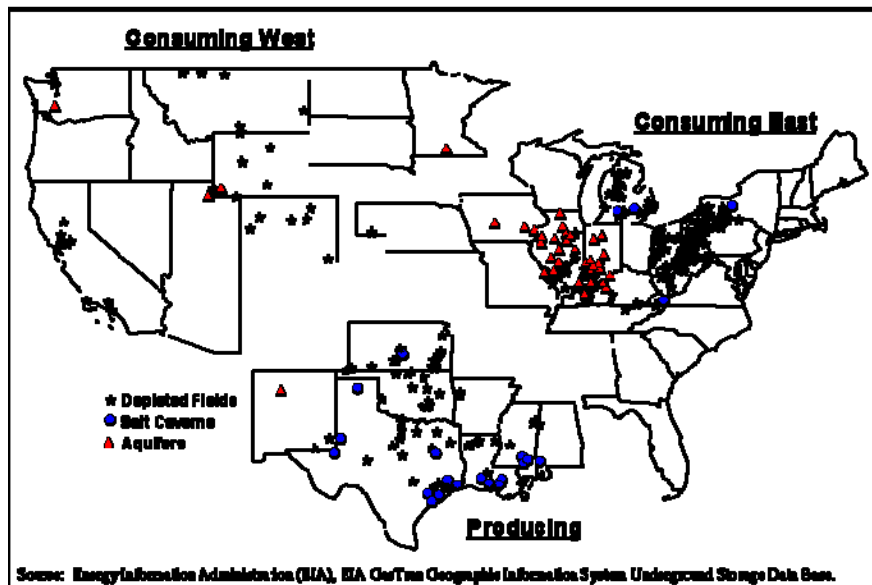 Consuming West
Consuming East
Depleted Fields
Salt Caverns
Aquifers
Producing
Source: Energy Information Administration (EIA), EIA GasTran Geographic Information System Underground Storage Data Base.